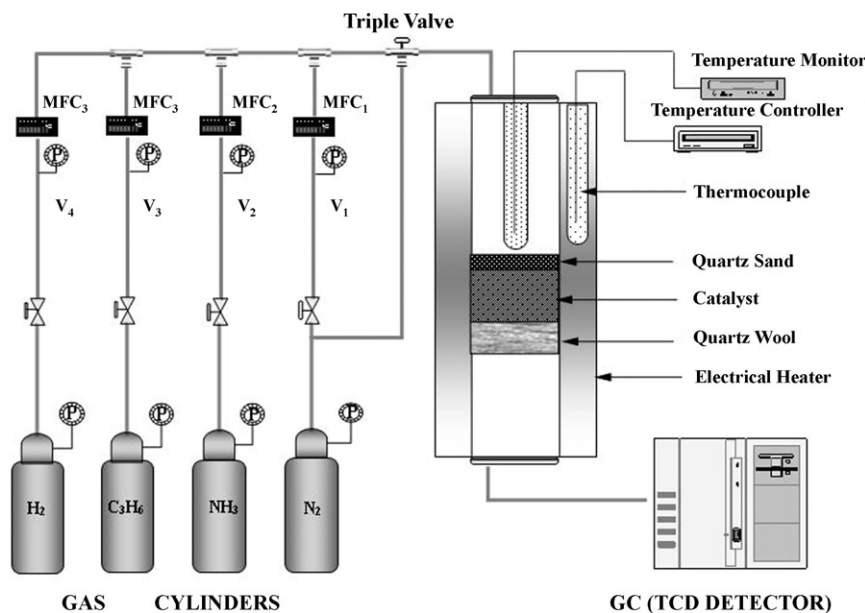 Triple Valve
Temperature Monitor
Temperature Controller
MFC₃ MFC₃ MFC₂ MFC₁
P P P P
V₄ V₃ V₂ V₁
Thermocouple
Quartz Sand
Catalyst
Quartz Wool
Electrical Heater
P P P P
H₂ C₃H₆ NH₃ N₂
GAS CYLINDERS GC (TCD DETECTOR)